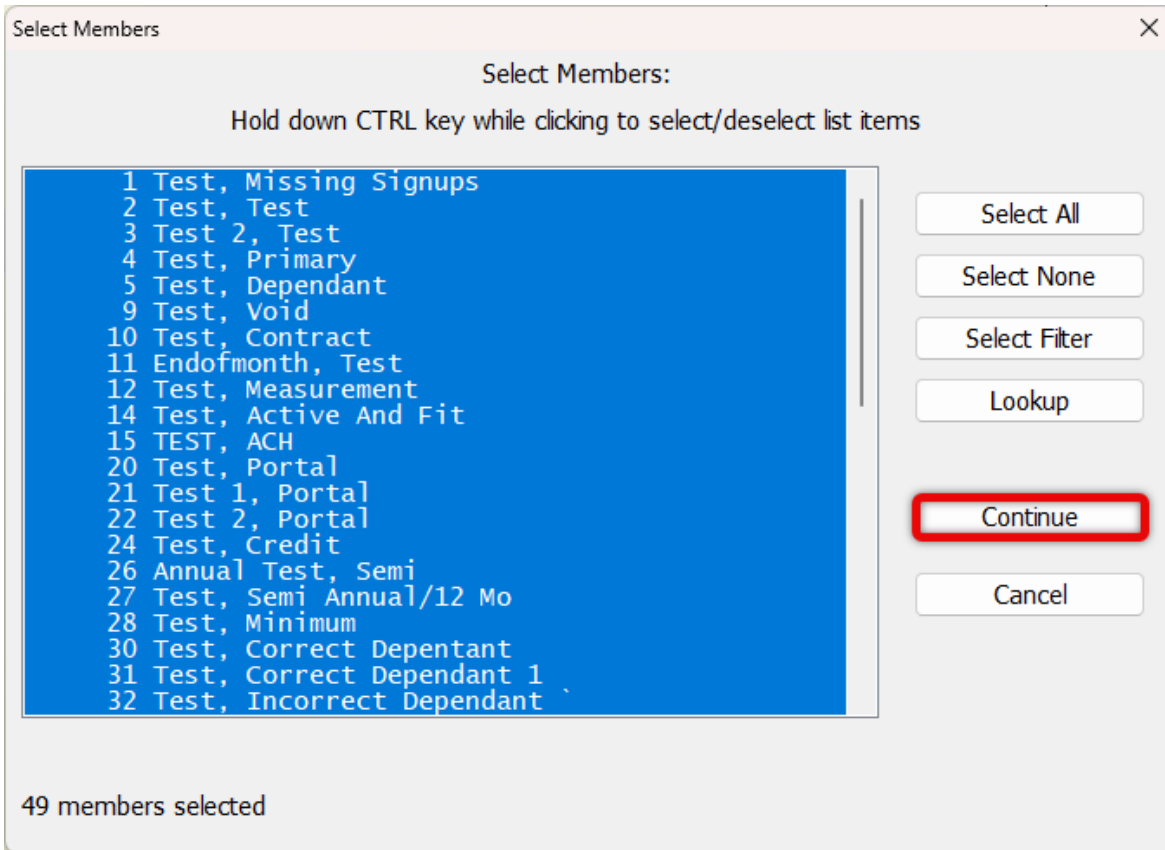 Select Members
Select Members:
Hold down CTRL key while clicking to select/deselect list items
1 Test, Missing Signups
2 Test, Test
3 Test 2, Test
4 Test, Primary
5 Test, Dependant
9 Test, Void
10 Test, Contract
11 Endofmonth, Test
12 Test, Measurement
14 Test, Active And Fit
15 TEST, ACH
20 Test, Portal
21 Test 1, Portal
22 Test 2, Portal
24 Test, Credit
26 Annual Test, Semi
27 Test, Semi Annual/12 Mo
28 Test, Minimum
30 Test, Correct Depentant
31 Test, Correct Dependant 1
32 Test, Incorrect Dependant `
Select All
Select None
Select Filter
Lookup
Continue
Cancel
49 members selected